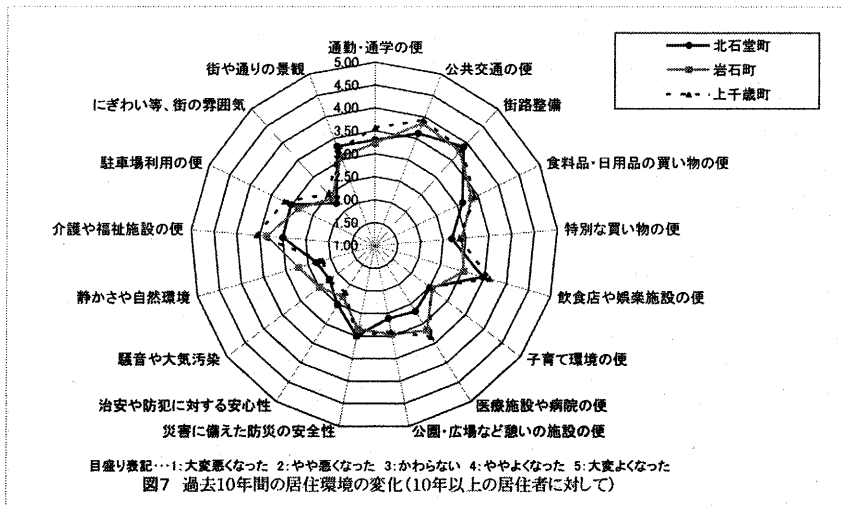 通勤・通学の便
公共交通の便
街路整備
食料品・日用品の買い物の便
特別な買い物の便
飲食店や娯楽施設の便
子育て環境の便
医療施設や病院の便
公園・広場など憩いの施設の便
災害に備えた防災の安全性
治安や防犯に対する安心性
騒音や大気汚染
静かさや自然環境
介護や福祉施設の便
駐車場利用の便
にぎわい等、街の雰囲気
街や通りの景観
5.00
4.50
4.00
3.50
3.00
2.50
2.00
1.50
1.00
北石堂町
岩石町
上千歳町
目盛り表記・・・1:大変悪くなった 2:やや悪くなった 3:かわらない 4:ややよくなった 5:大変よくなった
図7 過去10年間の居住環境の変化(10年以上の居住者に対して)